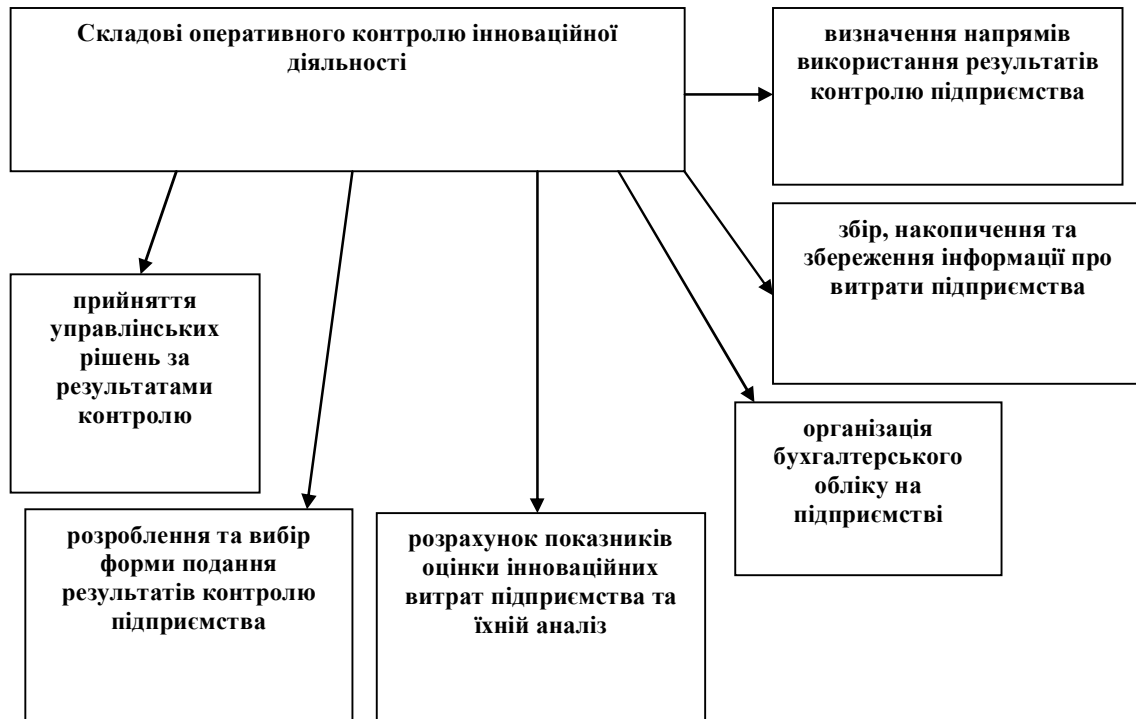 Складові оперативного контролю інноваційної
діяльності
визначення напрямів
використання результатів
контролю підприємства
збір, накопичення та
збереження інформації про
витрати підприємства
прийняття
управлінських
рішень за
результатами
контролю
організація
бухгалтерського
обліку на
підприємстві
розроблення та вибір
форми подання
результатів контролю
підприємства
розрахунок показників
оцінки інноваційних
витрат підприємства та
їхній аналіз